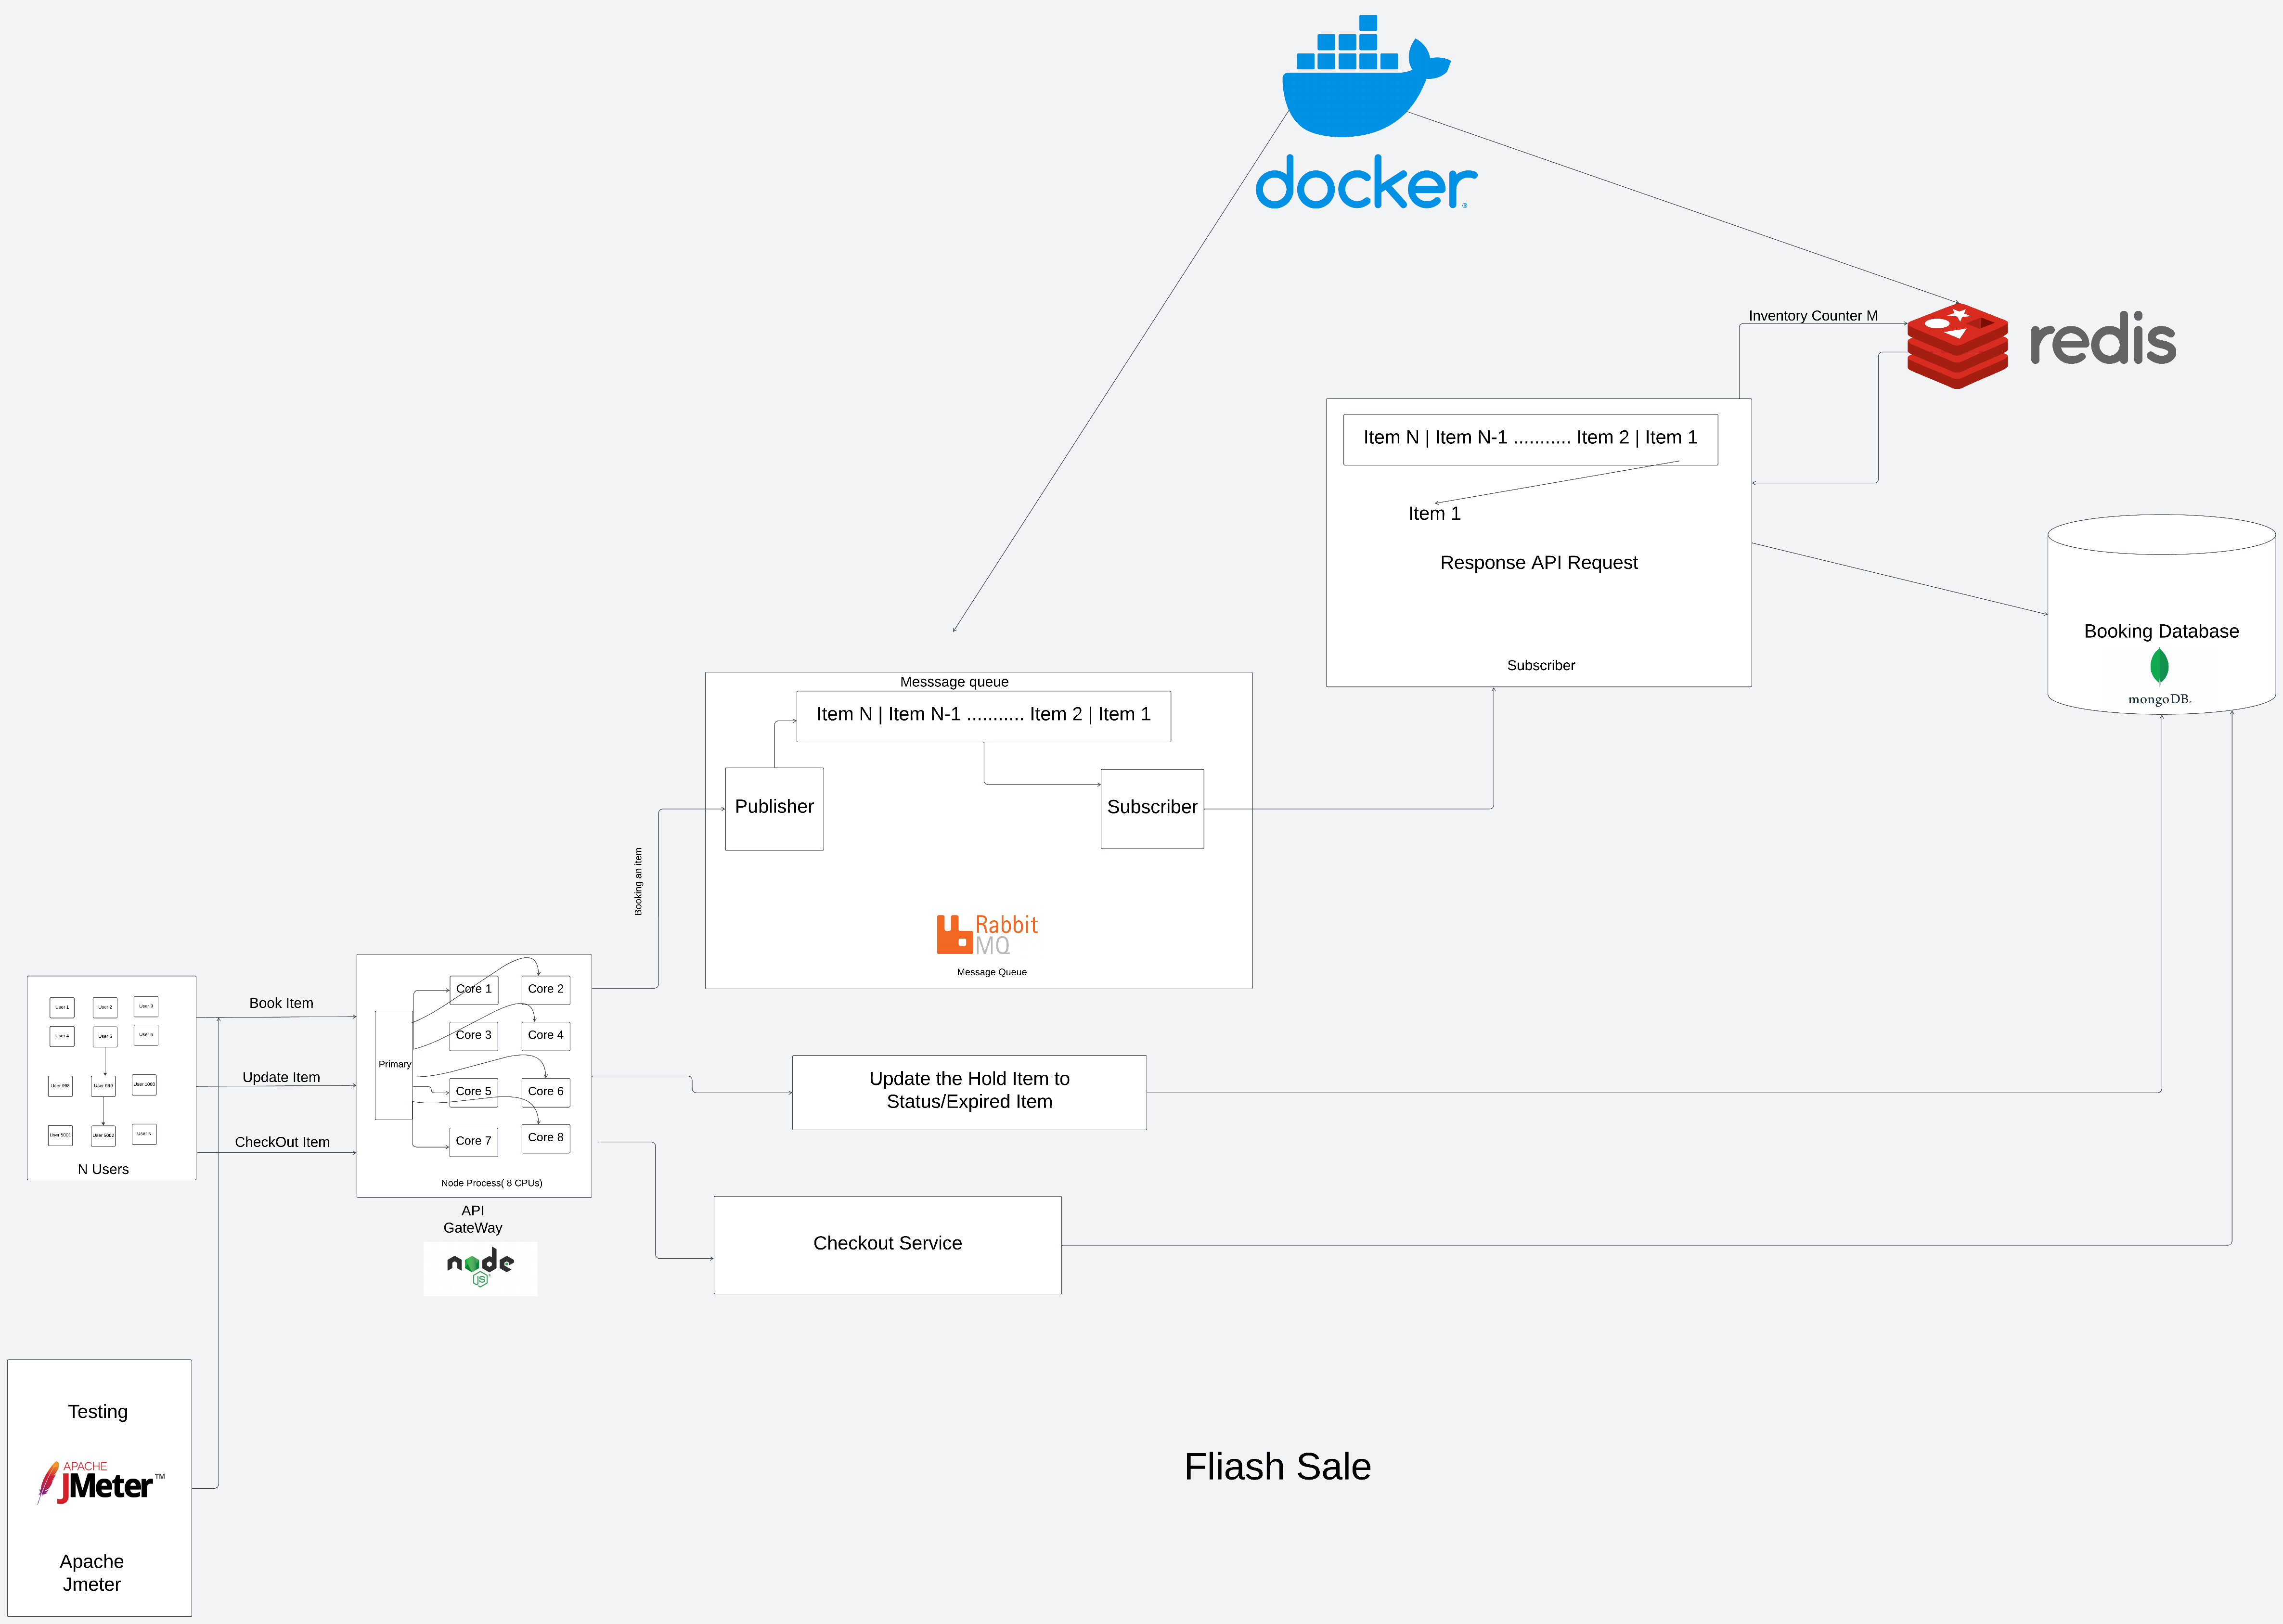 docker
Inventory Counter M
redis
Item N | Item N-1 ........... Item 2 | Item 1
Item 1
Response API Request
Subscriber
Booking Database
mongoDB
Messsage queue
Item N | Item N-1 ........... Item 2 | Item 1
Publisher
Subscriber
Booking an item
Rabbit
MQ
Message Queue
User 1
User 2
User 3
User 4
User 5
User 6
User 998
User 999
User 1000
User 5001
User 5002
User N
N Users
Book Item
Update Item
CheckOut Item
Primary
Core 1
Core 2
Core 3
Core 4
Core 5
Core 6
Core 7
Core 8
Node Process( 8 CPUs)
API
GateWay
node
JS
Update the Hold Item to
Status/Expired Item
Checkout Service
Testing
APACHE
JMeter™
Apache
Jmeter
Fliash Sale